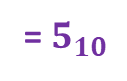 = 5₁₀